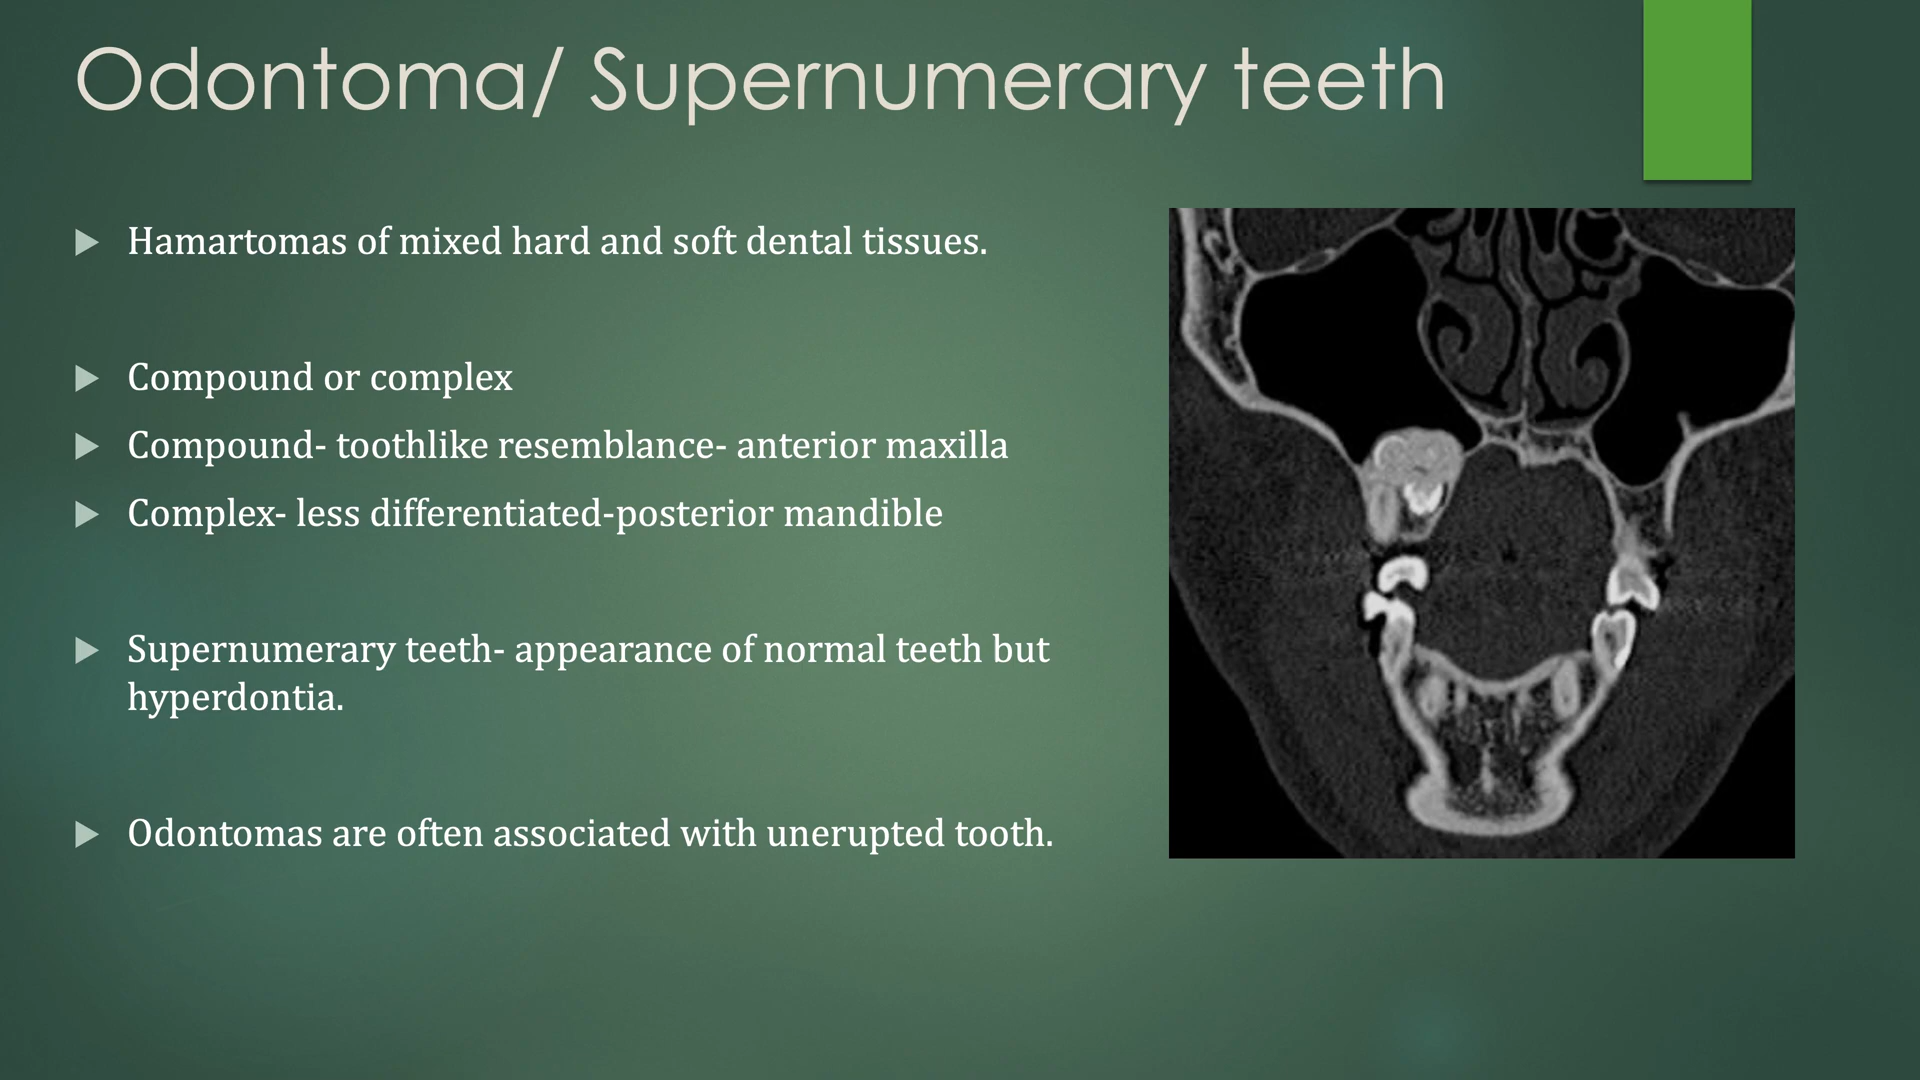 Odontoma/ Supernumerary teeth
Hamartomas of mixed hard and soft dental tissues.
Compound or complex
Compound- toothlike resemblance- anterior maxilla
Complex- less differentiated-posterior mandible
Supernumerary teeth- appearance of normal teeth but
hyperdontia.
Odontomas are often associated with unerupted tooth.